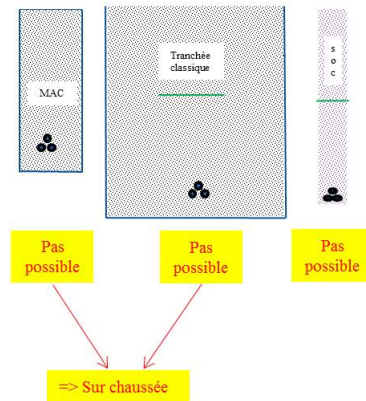 MAC
Tranchée
classique
s
o
c
Pas
possible
Pas
possible
Pas
possible
=> Sur chaussée